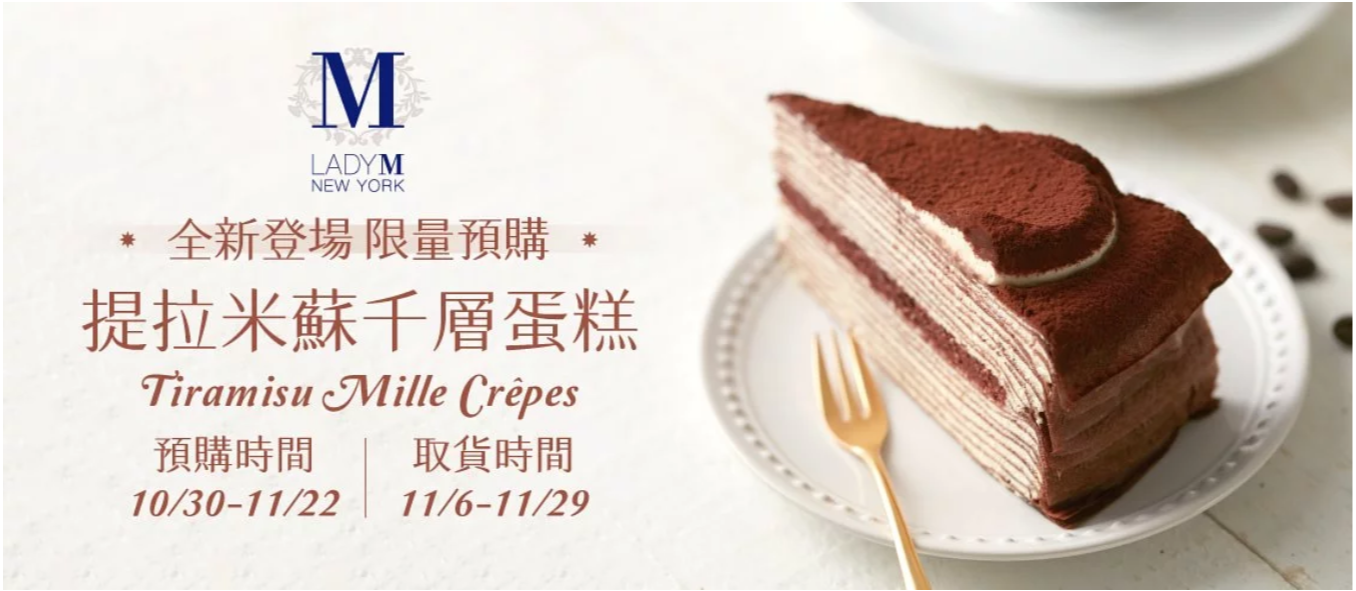 M
LADY M
NEW YORK
全新登場 限量預購
提拉米蘇千層蛋糕
Tiramisu Mille Crêpes
預購時間
10/30-11/22
取貨時間
11/6-11/29